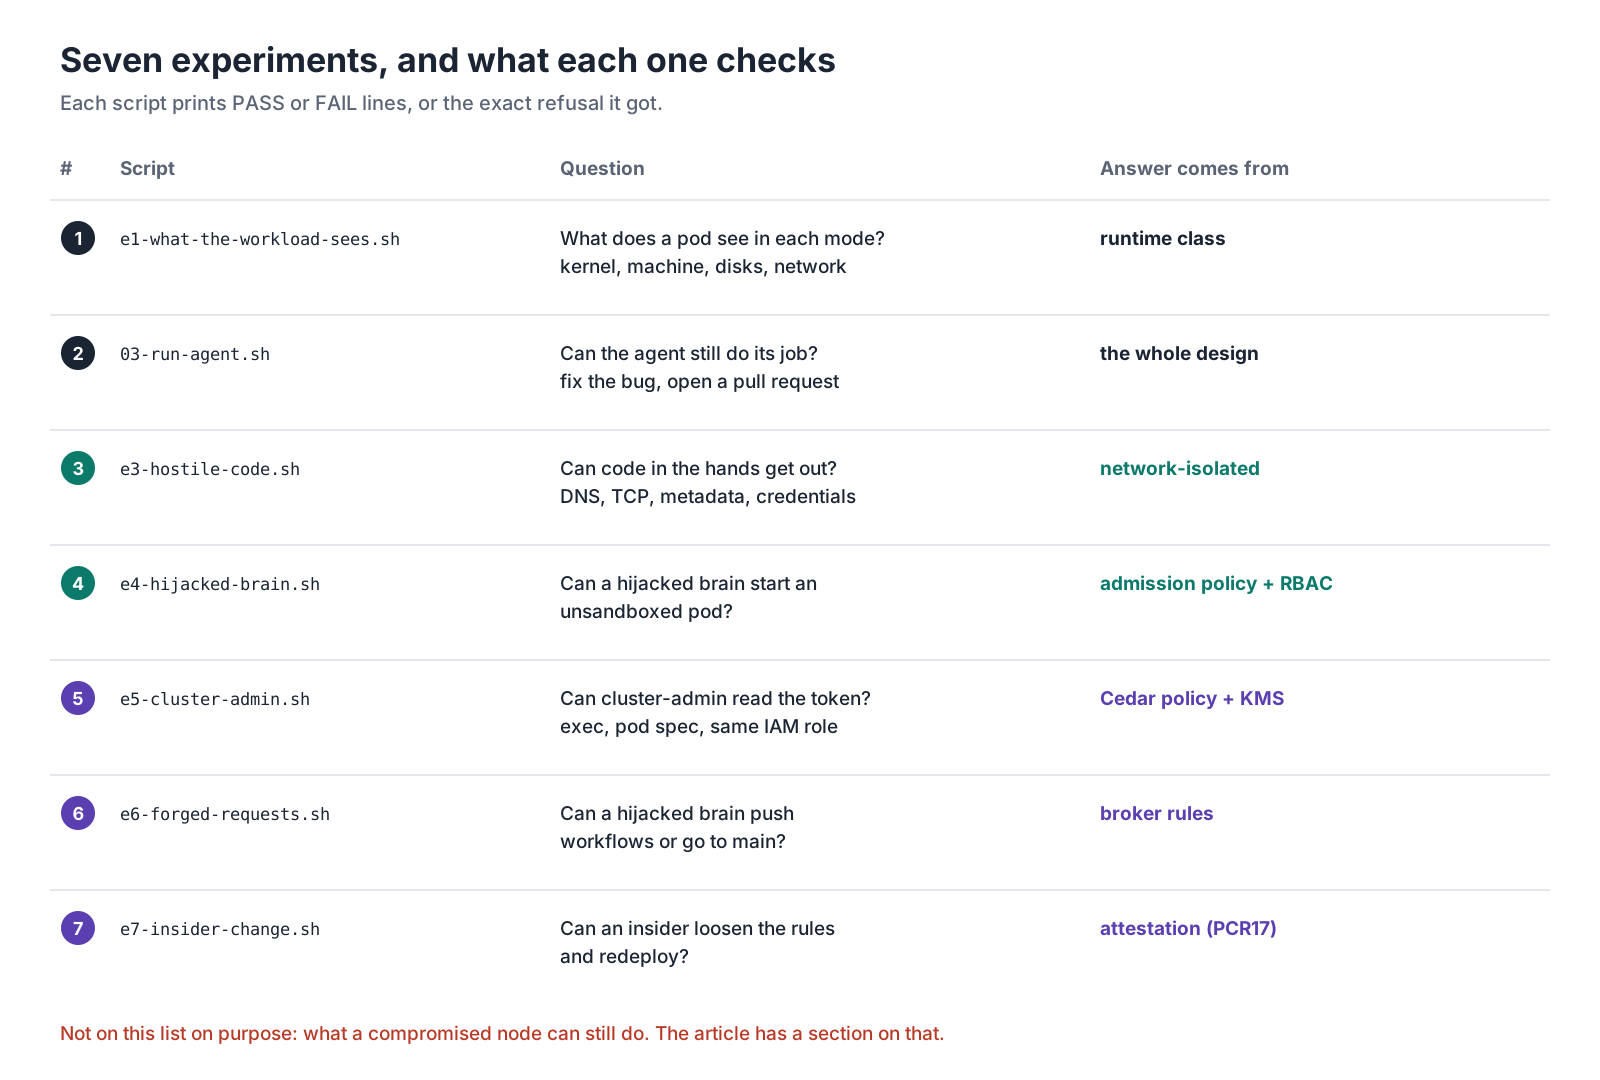 Seven experiments, and what each one checks
Each script prints PASS or FAIL lines, or the exact refusal it got.
# Script Question Answer comes from
1 e1-what-the-workload-sees.sh What does a pod see in each mode? runtime class
kernel, machine, disks, network
2 03-run-agent.sh Can the agent still do its job? the whole design
fix the bug, open a pull request
3 e3-hostile-code.sh Can code in the hands get out? network-isolated
DNS, TCP, metadata, credentials
4 e4-hijacked-brain.sh Can a hijacked brain start an admission policy + RBAC
unsandboxed pod?
5 e5-cluster-admin.sh Can cluster-admin read the token? Cedar policy + KMS
exec, pod spec, same IAM role
6 e6-forged-requests.sh Can a hijacked brain push broker rules
workflows or go to main?
7 e7-insider-change.sh Can an insider loosen the rules attestation (PCR17)
and redeploy?
Not on this list on purpose: what a compromised node can still do. The article has a section on that.